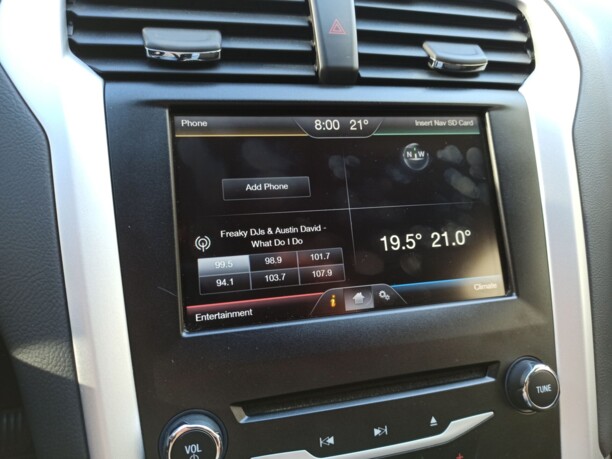 Phone
8:00 21°
Insert Nav SD Card
NW
Add Phone
Freaky DJs & Austin David -
What Do I Do
99.5 98.9 101.7
94.1 103.7 107.9
19.5° 21.0°
Entertainment
i
Climate
VOL
TUNE